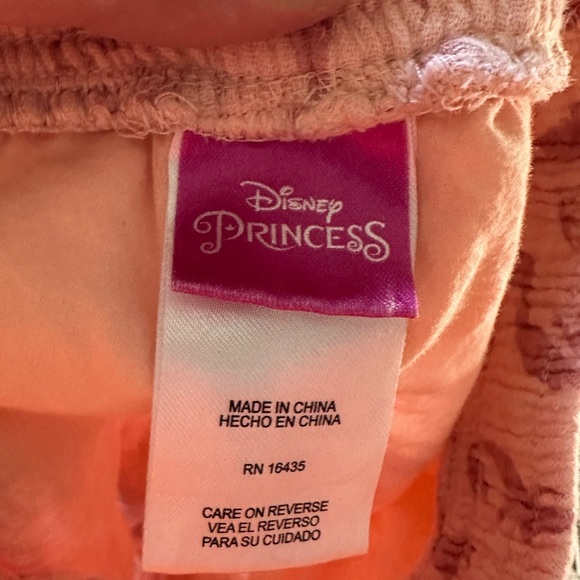 Disney
PRINCESS
MADE IN CHINA
HECHO EN CHINA
RN 16435
CARE ON REVERSE
VEA EL REVERSO
PARA SU CUIDADO